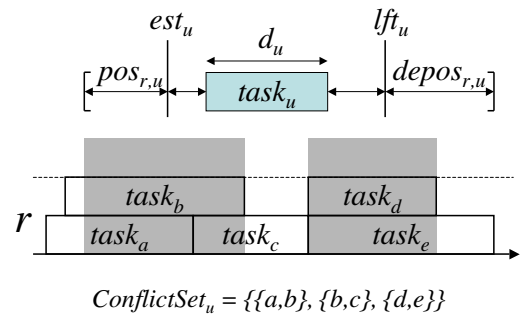 est_u lft_u
d_u
pos_{r,u} task_u depos_{r,u}
task_b task_d
r task_a task_c task_e
ConflictSet_u = {{a,b}, {b,c}, {d,e}}